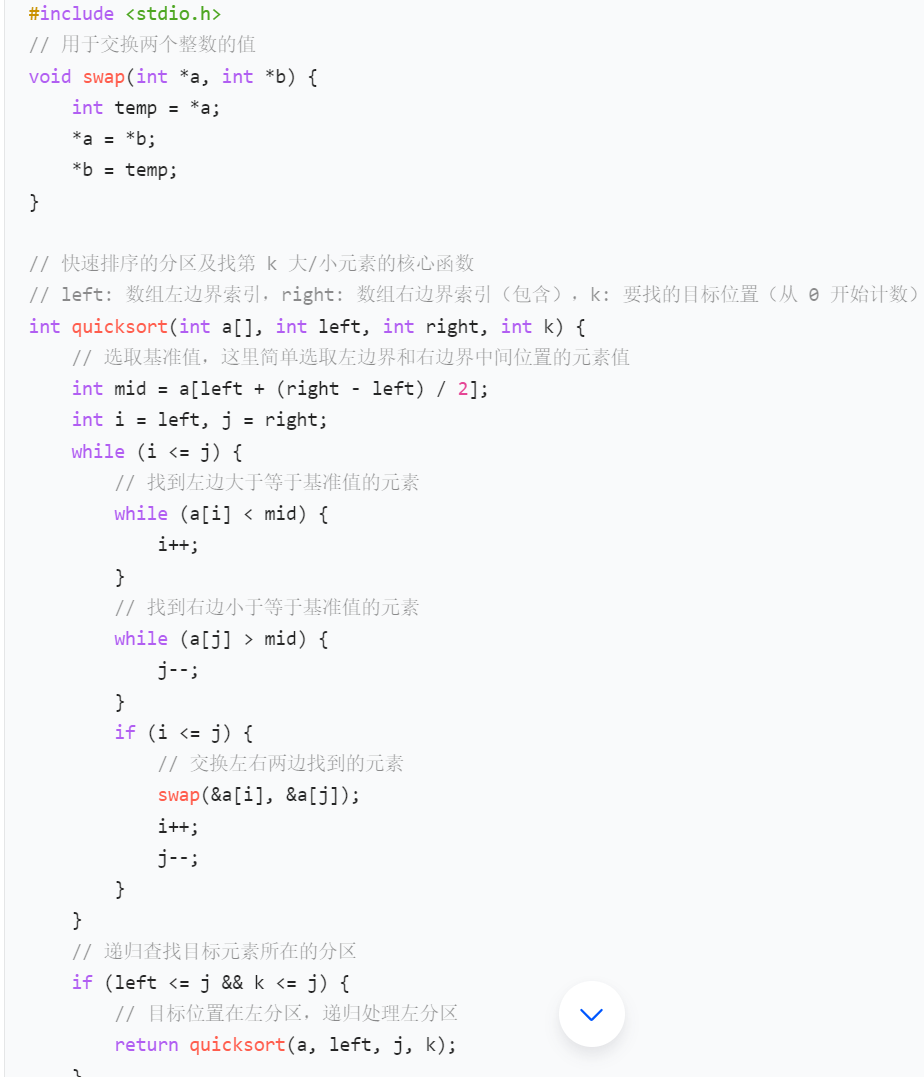 #include <stdio.h>
// 用于交换两个整数的值
void swap(int *a, int *b) {
    int temp = *a;
    *a = *b;
    *b = temp;
}

// 快速排序的分区及找第 k 大/小元素的核心函数
// left: 数组左边界索引，right: 数组右边界索引（包含），k: 要找的目标位置（从 0 开始计数）
int quicksort(int a[], int left, int right, int k) {
    // 选取基准值，这里简单选取左边界和右边界中间位置的元素值
    int mid = a[left + (right - left) / 2];
    int i = left, j = right;
    while (i <= j) {
        // 找到左边大于等于基准值的元素
        while (a[i] < mid) {
            i++;
        }
        // 找到右边小于等于基准值的元素
        while (a[j] > mid) {
            j--;
        }
        if (i <= j) {
            // 交换左右两边找到的元素
            swap(&a[i], &a[j]);
            i++;
            j--;
        }
    }
    // 递归查找目标元素所在的分区
    if (left <= j && k <= j) {
        // 目标位置在左分区，递归处理左分区
        return quicksort(a, left, j, k);
    }